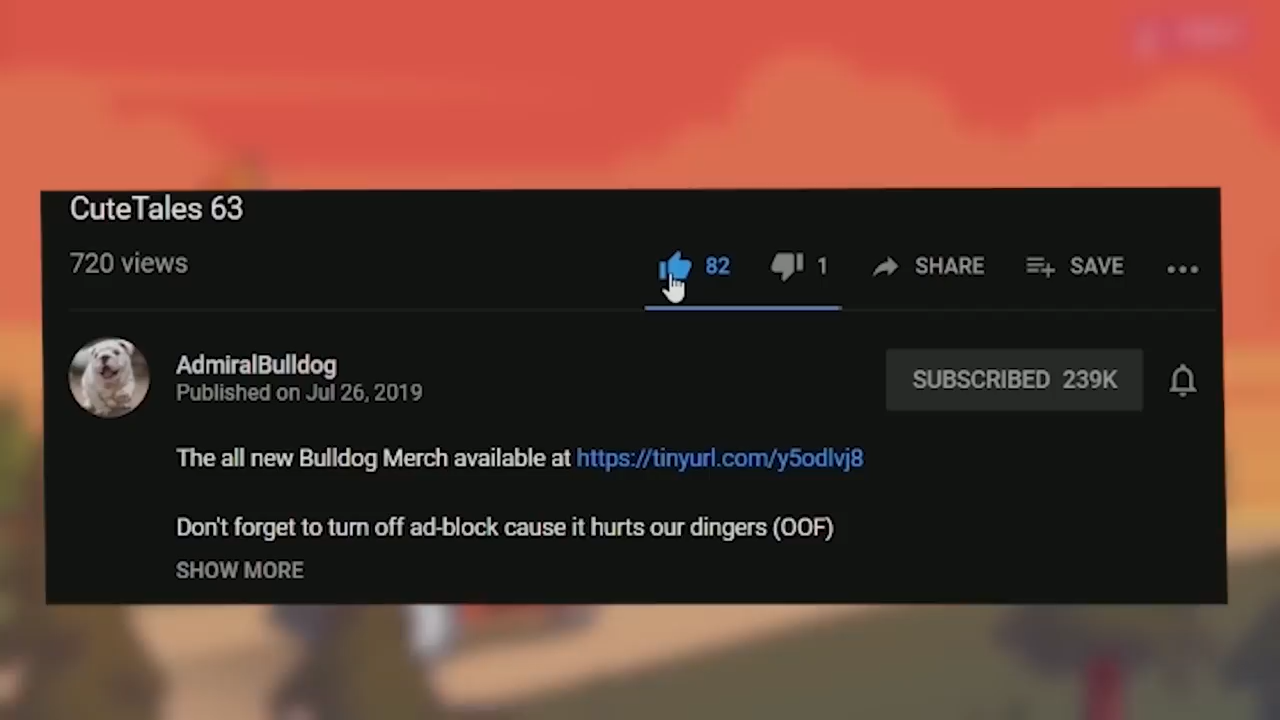 CuteTales 63
720 views
82
1
SHARE
SAVE
AdmiralBulldog
Published on Jul 26, 2019
SUBSCRIBED 239K
The all new Bulldog Merch available at https://tinyurl.com/y5odlvj8
Don't forget to turn off ad-block cause it hurts our dingers (OOF)
SHOW MORE